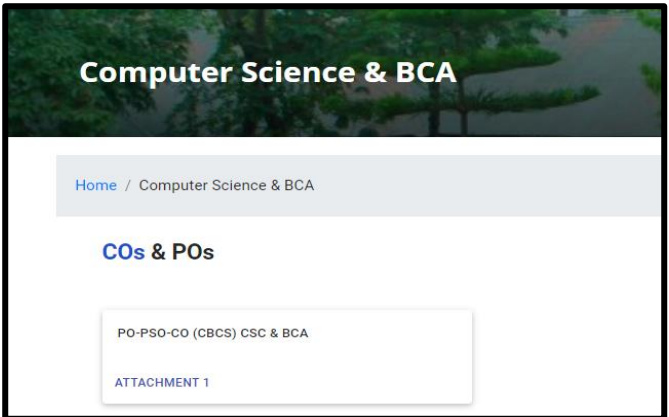 Computer Science & BCA
Home / Computer Science & BCA
COs & POs
PO-PSO-CO (CBCS) CSC & BCA
ATTACHMENT 1